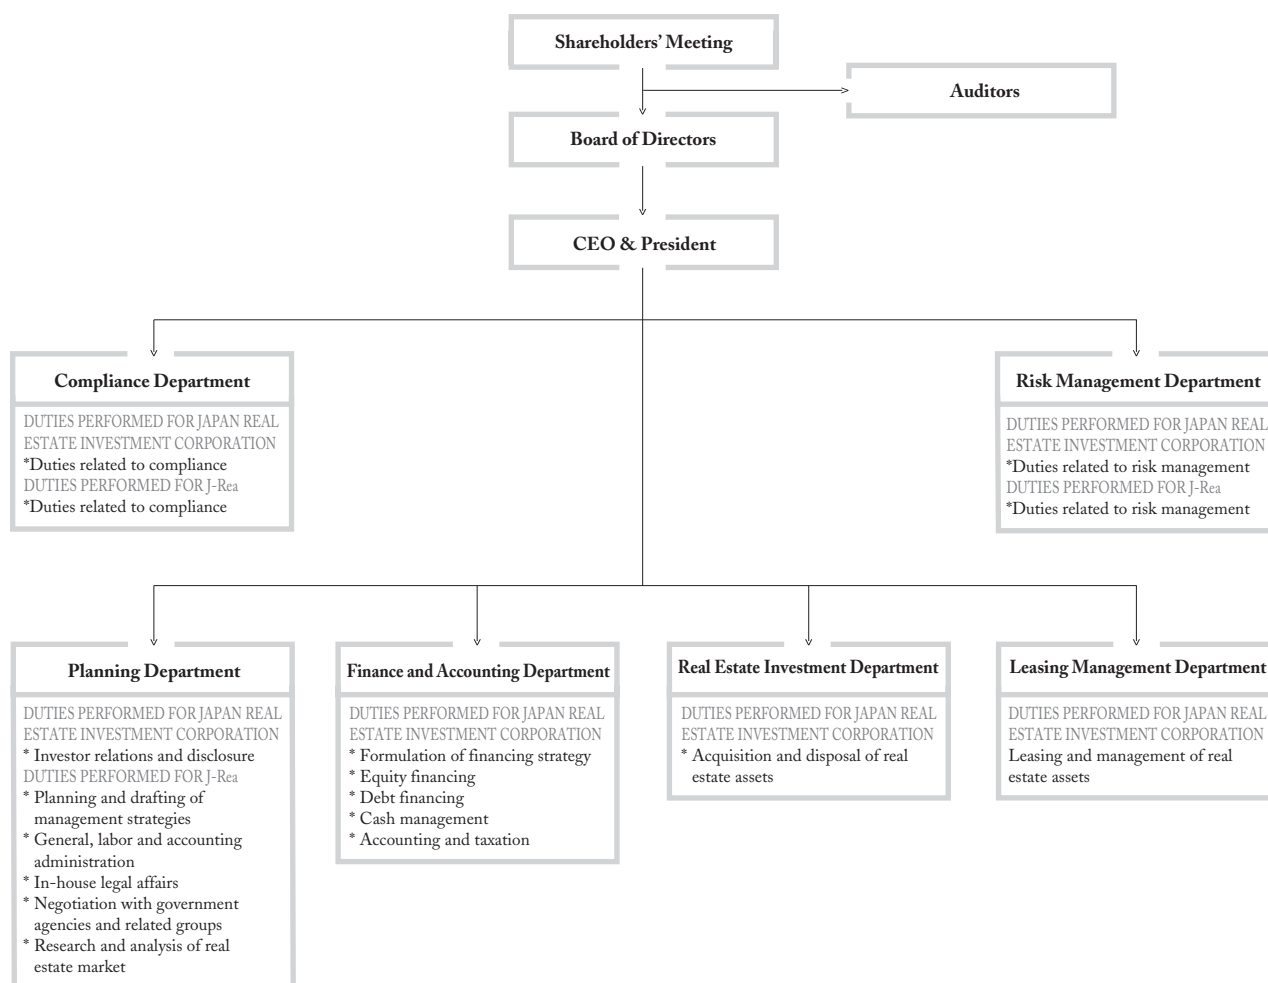 Shareholders’ Meeting
Auditors
Board of Directors
CEO & President
Compliance Department
DUTIES PERFORMED FOR JAPAN REAL
ESTATE INVESTMENT CORPORATION
*Duties related to compliance
DUTIES PERFORMED FOR J-Rea
*Duties related to compliance
Risk Management Department
DUTIES PERFORMED FOR JAPAN REAL
ESTATE INVESTMENT CORPORATION
*Duties related to risk management
DUTIES PERFORMED FOR J-Rea
*Duties related to risk management
Planning Department
DUTIES PERFORMED FOR JAPAN REAL
ESTATE INVESTMENT CORPORATION
* Investor relations and disclosure
DUTIES PERFORMED FOR J-Rea
* Planning and drafting of
management strategies
* General, labor and accounting
administration
* In-house legal affairs
* Negotiation with government
agencies and related groups
* Research and analysis of real
estate market
Finance and Accounting Department
DUTIES PERFORMED FOR JAPAN REAL
ESTATE INVESTMENT CORPORATION
* Formulation of financing strategy
* Equity financing
* Debt financing
* Cash management
* Accounting and taxation
Real Estate Investment Department
DUTIES PERFORMED FOR JAPAN REAL
ESTATE INVESTMENT CORPORATION
* Acquisition and disposal of real
estate assets
Leasing Management Department
DUTIES PERFORMED FOR JAPAN REAL
ESTATE INVESTMENT CORPORATION
Leasing and management of real
estate assets